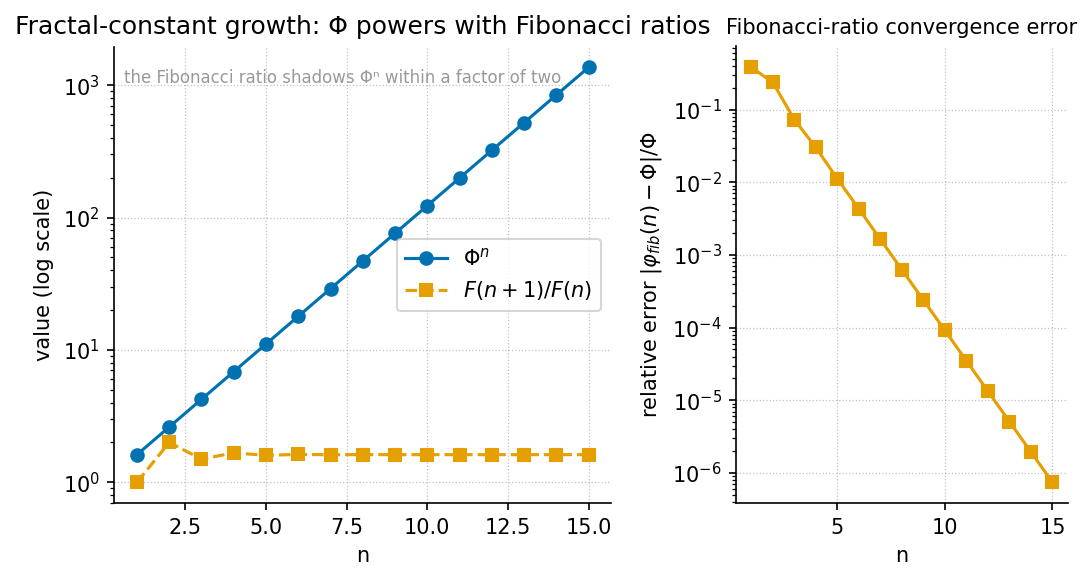 Fractal-constant growth: Φ powers with Fibonacci ratios
the Fibonacci ratio shadows Φⁿ within a factor of two
value (log scale)
10³
10²
10¹
10⁰
Φⁿ
F(n + 1)/F(n)
2.5 5.0 7.5 10.0 12.5 15.0
n
Fibonacci-ratio convergence error
relative error |φ_fib(n) − Φ|/Φ
10⁻¹
10⁻²
10⁻³
10⁻⁴
10⁻⁵
10⁻⁶
5 10 15
n